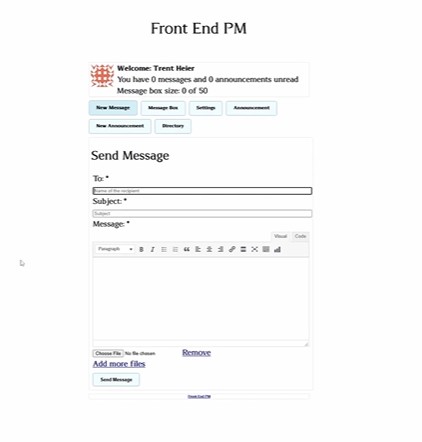 Front End PM
Welcome: Trent Heier
You have 0 messages and 0 announcements unread
Message box size: 0 of 50
New Message Message Box Settings Announcement
New Announcement Directory
Send Message
To: *
Name of the recipient
Subject: *
Subject
Message: *
Visual Code
Paragraph B I
Choose File No file chosen Remove
Add more files
Send Message
Front End PM